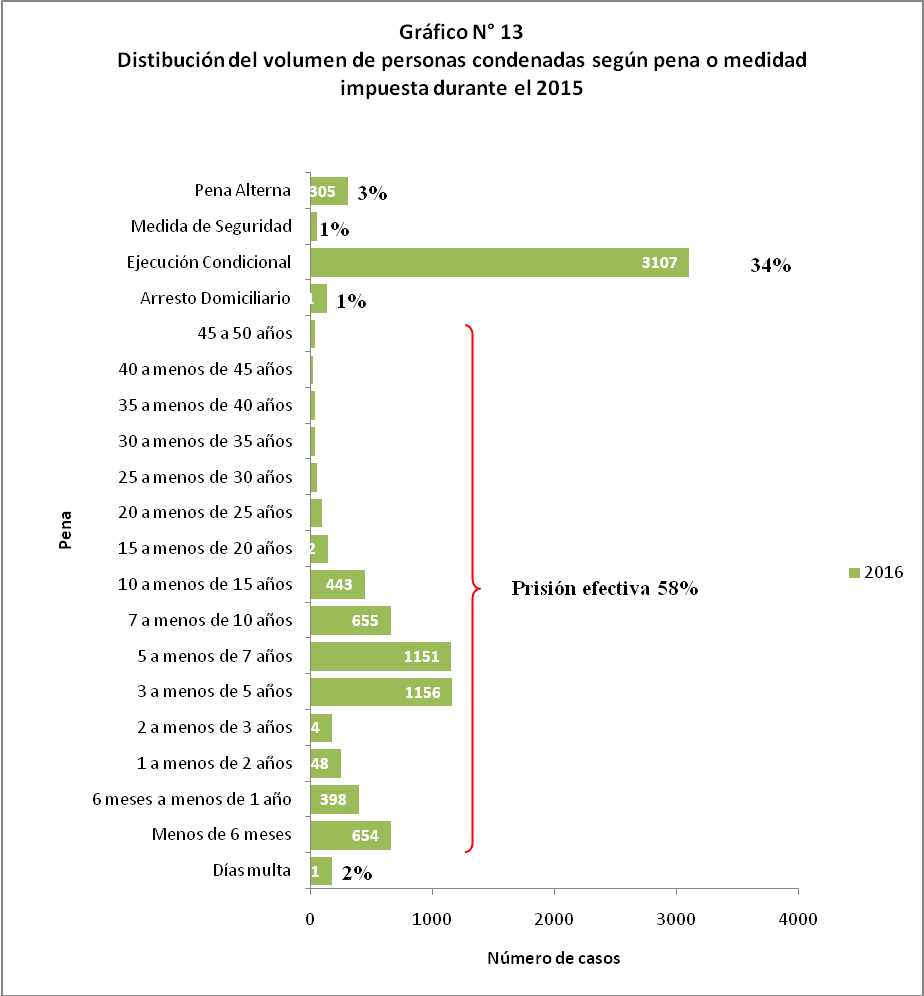 Gráfico N° 13
Distibución del volumen de personas condenadas según pena o medidad
impuesta durante el 2015
Pena Alterna 305 3%
Medida de Seguridad 1%
Ejecución Condicional 3107 34%
Arresto Domiciliario 1 1%
45 a 50 años
40 a menos de 45 años
35 a menos de 40 años
30 a menos de 35 años
25 a menos de 30 años
20 a menos de 25 años
15 a menos de 20 años 2
10 a menos de 15 años 443
7 a menos de 10 años 655
5 a menos de 7 años 1151
3 a menos de 5 años 1156
2 a menos de 3 años 4
1 a menos de 2 años 48
6 meses a menos de 1 año 398
Menos de 6 meses 654
Días multa 1 2%
Pena
Prisión efectiva 58%
2016
0 1000 2000 3000 4000
Número de casos